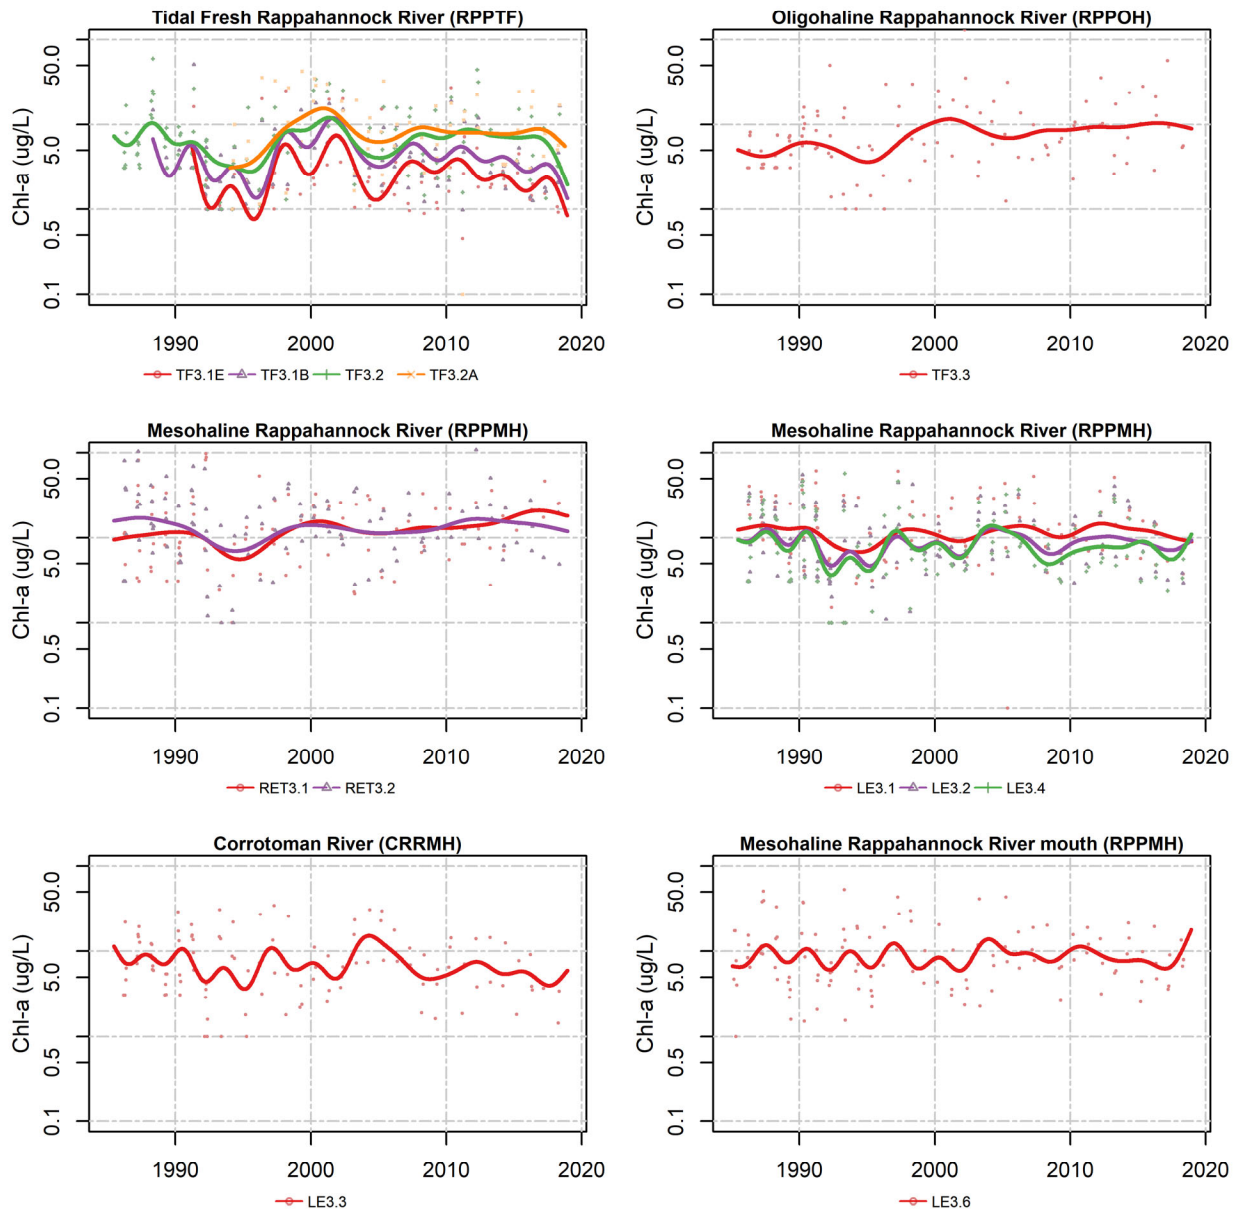 Tidal Fresh Rappahannock River (RPPTF)
Chl-a (ug/L)
50.0
5.0
0.5
0.1
1990 2000 2010 2020
TF3.1E TF3.1B TF3.2 TF3.2A
Oligohaline Rappahannock River (RPPOH)
Chl-a (ug/L)
50.0
5.0
0.5
0.1
1990 2000 2010 2020
TF3.3
Mesohaline Rappahannock River (RPPMH)
Chl-a (ug/L)
50.0
5.0
0.5
0.1
1990 2000 2010 2020
RET3.1 RET3.2
Mesohaline Rappahannock River (RPPMH)
Chl-a (ug/L)
50.0
5.0
0.5
0.1
1990 2000 2010 2020
LE3.1 LE3.2 LE3.4
Corrotoman River (CRRMH)
Chl-a (ug/L)
50.0
5.0
0.5
0.1
1990 2000 2010 2020
LE3.3
Mesohaline Rappahannock River mouth (RPPMH)
Chl-a (ug/L)
50.0
5.0
0.5
0.1
1990 2000 2010 2020
LE3.6